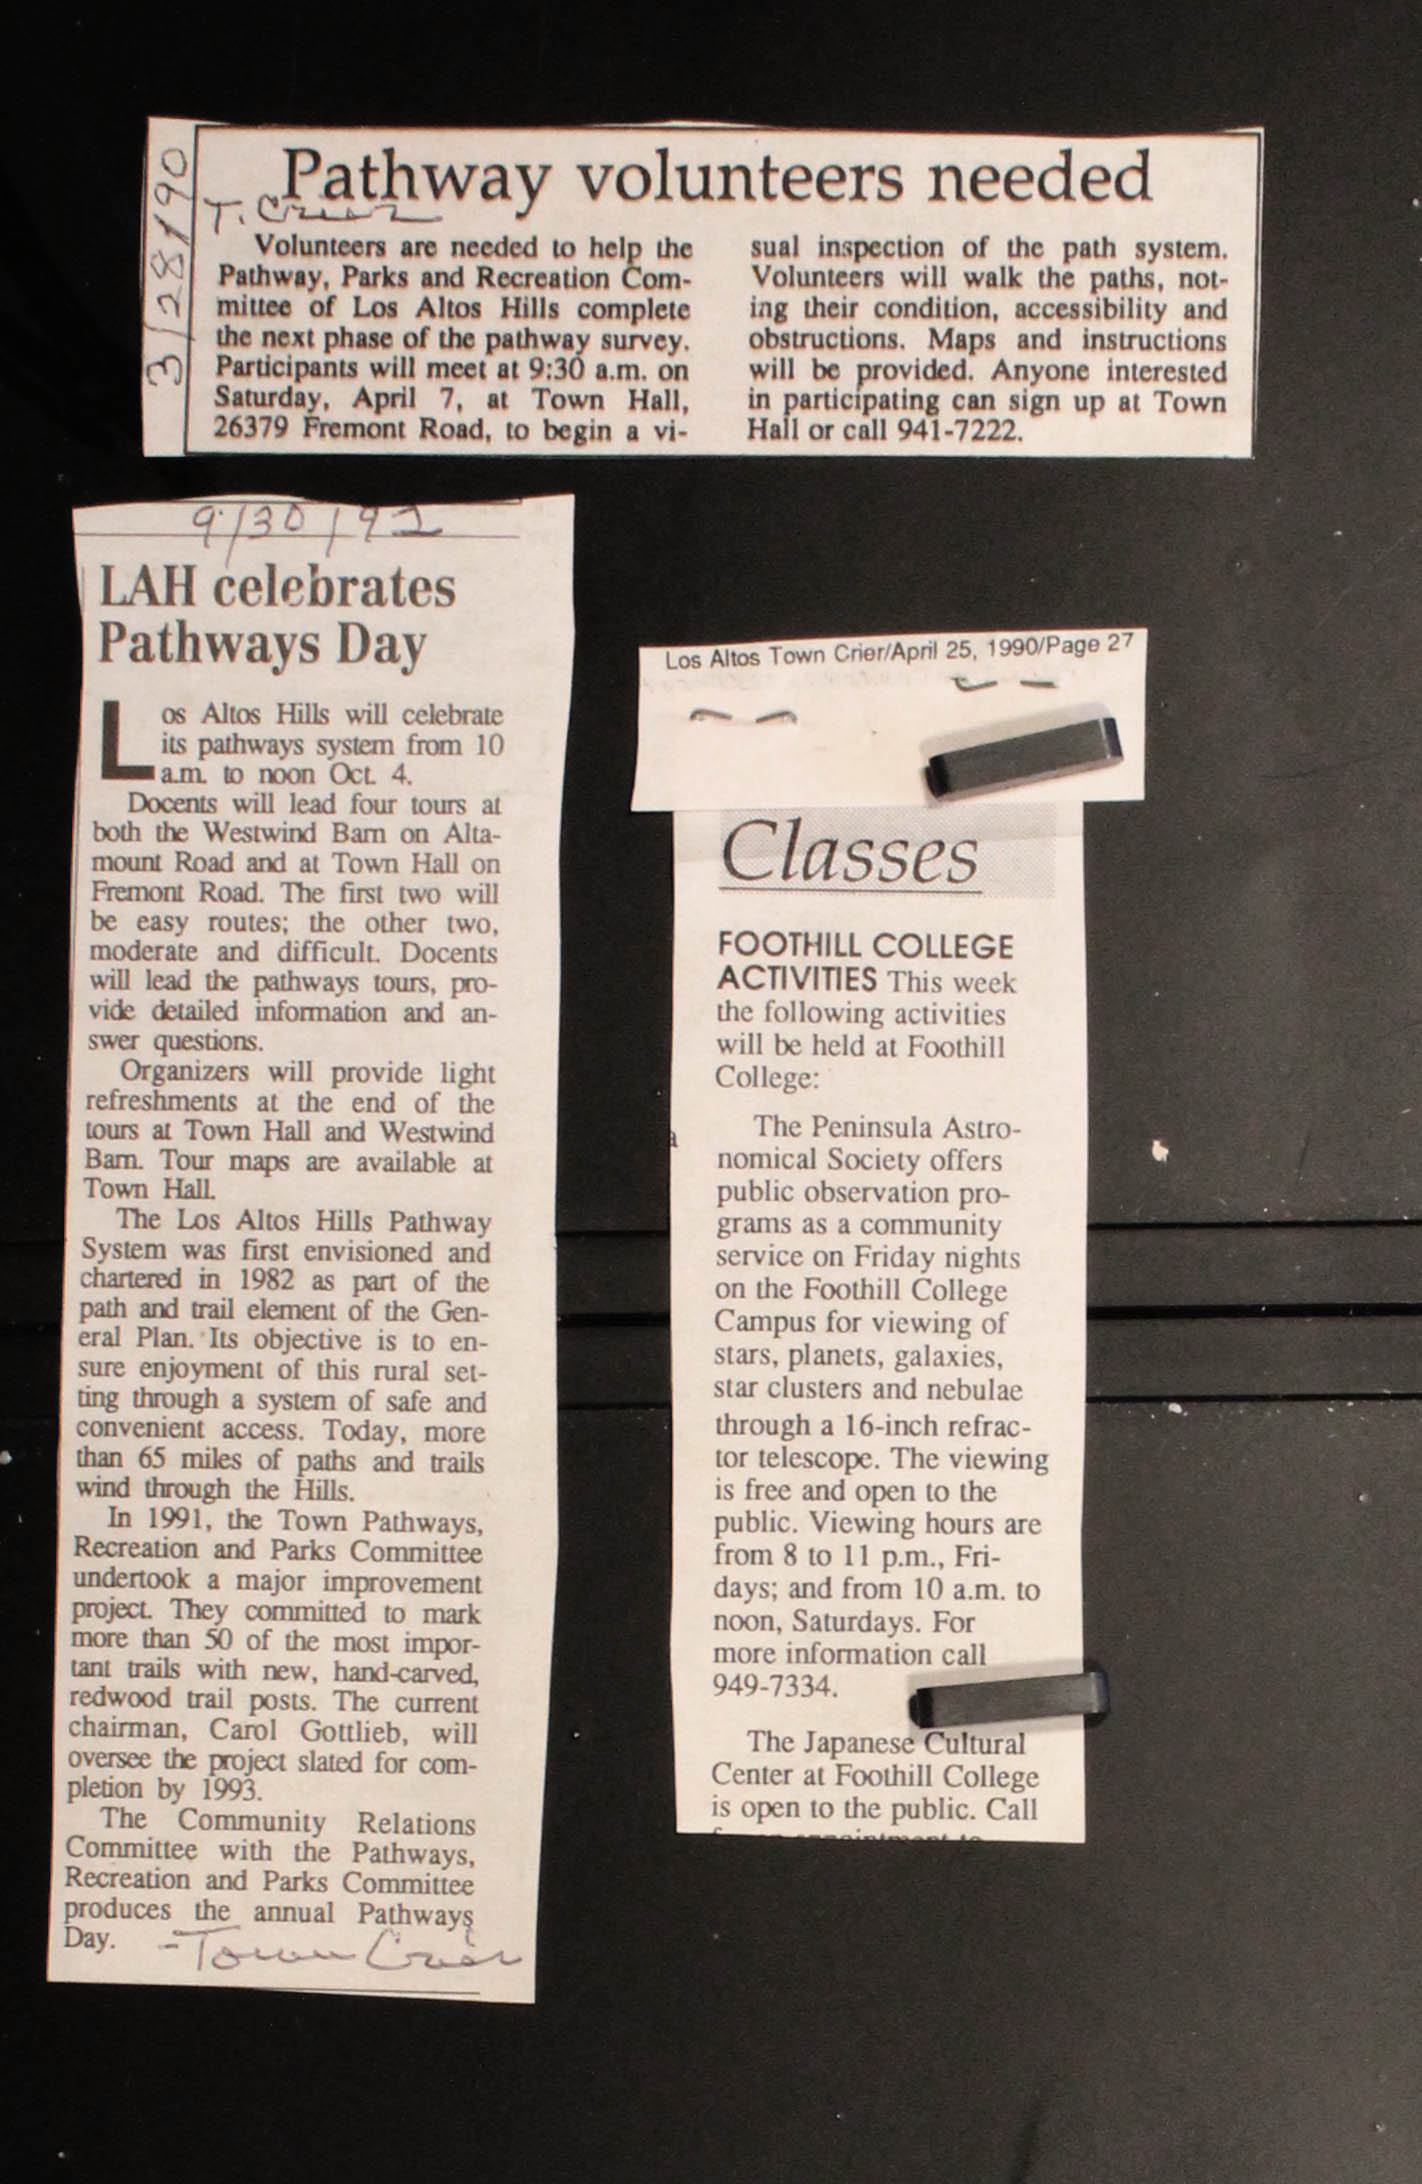 3/28/90
Pathway volunteers needed
T. Crier
Volunteers are needed to help the
Pathway, Parks and Recreation Com-
mittee of Los Altos Hills complete
the next phase of the pathway survey.
Participants will meet at 9:30 a.m. on
Saturday, April 7, at Town Hall,
26379 Fremont Road, to begin a vi-
sual inspection of the path system.
Volunteers will walk the paths, not-
ing their condition, accessibility and
obstructions. Maps and instructions
will be provided. Anyone interested
in participating can sign up at Town
Hall or call 941-7222.
9/30/92
LAH celebrates
Pathways Day
Los Altos Hills will celebrate
its pathways system from 10
a.m. to noon Oct. 4.
Docents will lead four tours at
both the Westwind Barn on Alta-
mount Road and at Town Hall on
Fremont Road. The first two will
be easy routes; the other two,
moderate and difficult. Docents
will lead the pathways tours, pro-
vide detailed information and an-
swer questions.
Organizers will provide light
refreshments at the end of the
tours at Town Hall and Westwind
Barn. Tour maps are available at
Town Hall.
The Los Altos Hills Pathway
System was first envisioned and
chartered in 1982 as part of the
path and trail element of the Gen-
eral Plan. Its objective is to en-
sure enjoyment of this rural set-
ting through a system of safe and
convenient access. Today, more
than 65 miles of paths and trails
wind through the Hills.
In 1991, the Town Pathways,
Recreation and Parks Committee
undertook a major improvement
project. They committed to mark
more than 50 of the most impor-
tant trails with new, hand-carved,
redwood trail posts. The current
chairman, Carol Gottlieb, will
oversee the project slated for com-
pletion by 1993.
The Community Relations
Committee with the Pathways,
Recreation and Parks Committee
produces the annual Pathways
Day.
-Town Crier
Los Altos Town Crier/April 25, 1990/Page 27
Classes
FOOTHILL COLLEGE
ACTIVITIES This week
the following activities
will be held at Foothill
College:
The Peninsula Astro-
nomical Society offers
public observation pro-
grams as a community
service on Friday nights
on the Foothill College
Campus for viewing of
stars, planets, galaxies,
star clusters and nebulae
through a 16-inch refrac-
tor telescope. The viewing
is free and open to the
public. Viewing hours are
from 8 to 11 p.m., Fri-
days; and from 10 a.m. to
noon, Saturdays. For
more information call
949-7334.
The Japanese Cultural
Center at Foothill College
is open to the public. Call